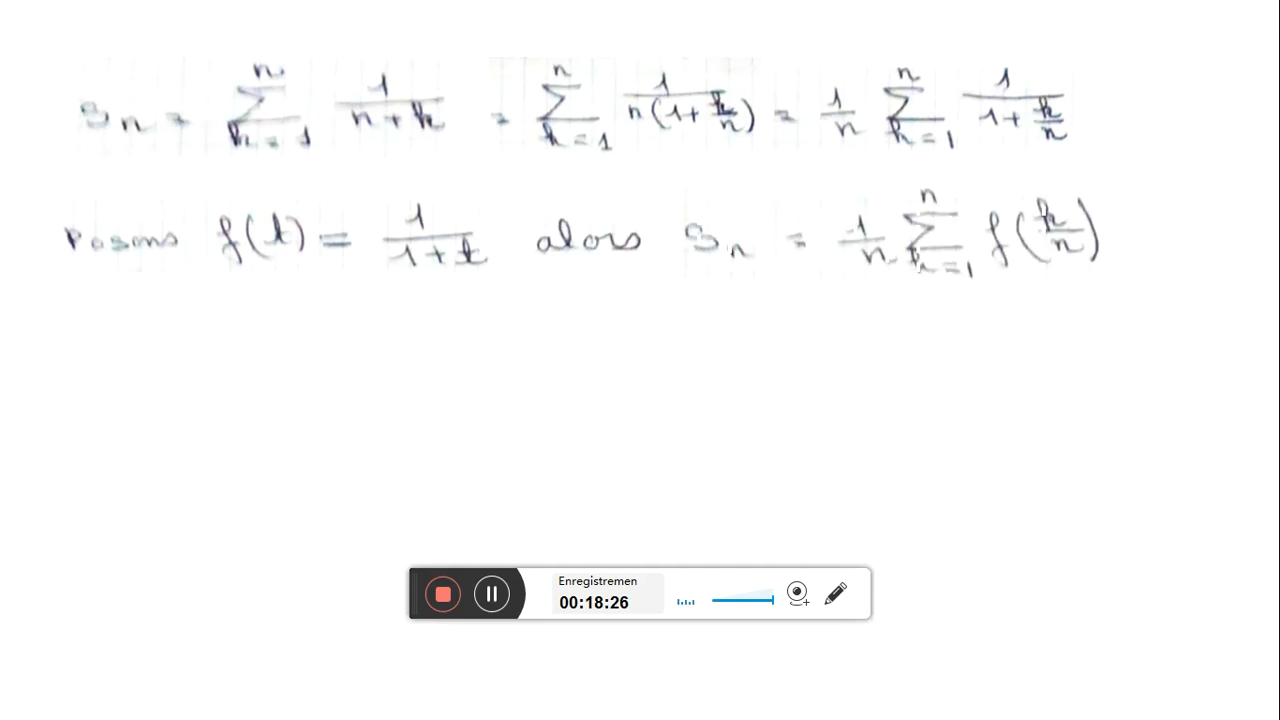 Sn = ∑_{k=1}^{n} 1/(n+k) = ∑_{k=1}^{n} 1/(n(1+k/n)) = 1/n ∑_{k=1}^{n} 1/(1+k/n)
Posons f(t) = 1/(1+t) alors Sn = 1/n ∑_{k=1}^{n} f(k/n)
Enregistremen
00:18:26